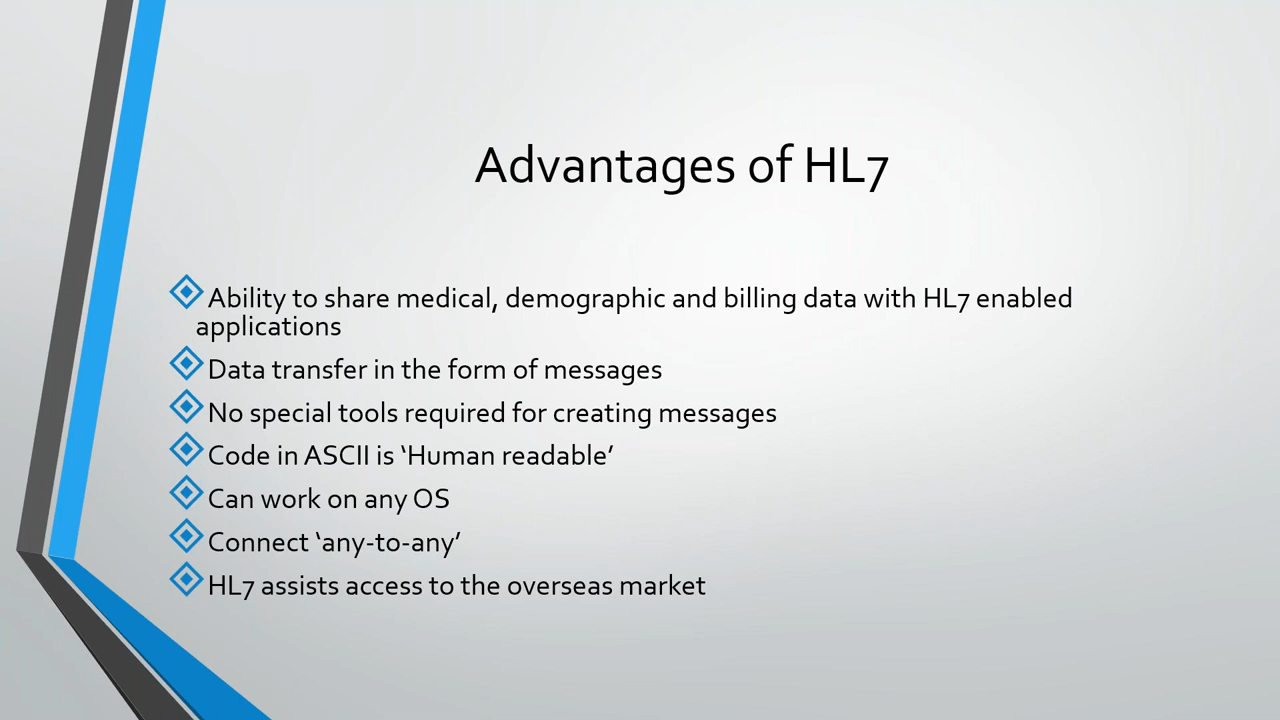 Advantages of HL7
Ability to share medical, demographic and billing data with HL7 enabled
applications
Data transfer in the form of messages
No special tools required for creating messages
Code in ASCII is ‘Human readable’
Can work on any OS
Connect ‘any-to-any’
HL7 assists access to the overseas market